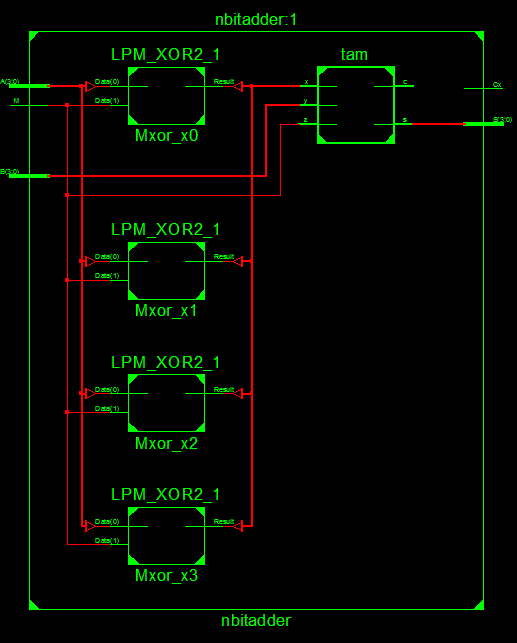 nbitadder:1
LPM_XOR2_1
tam
A(3:0)
Data(0)
Result
x
c
Cx
M
Data(1)
y
z
s
S(3:0)
Mxor_x0
B(3:0)
LPM_XOR2_1
Data(0)
Result
Data(1)
Mxor_x1
LPM_XOR2_1
Data(0)
Result
Data(1)
Mxor_x2
LPM_XOR2_1
Data(0)
Result
Data(1)
Mxor_x3
nbitadder